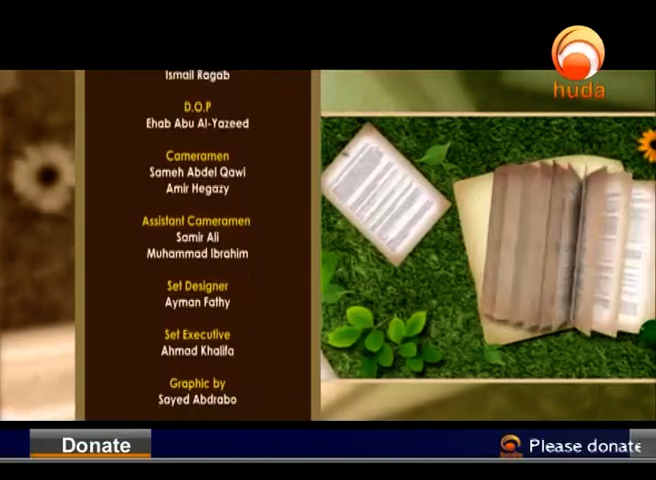 Ismail Ragab
D.O.P
Ehab Abu Al-Yazeed
Cameramen
Sameh Abdel Qawi
Amir Hegazy
Assistant Cameramen
Samir Ali
Muhammad Ibrahim
Set Designer
Ayman Fathy
Set Executive
Ahmad Khalifa
Graphic by
Sayed Abdrabo
huda
Donate
Please donate